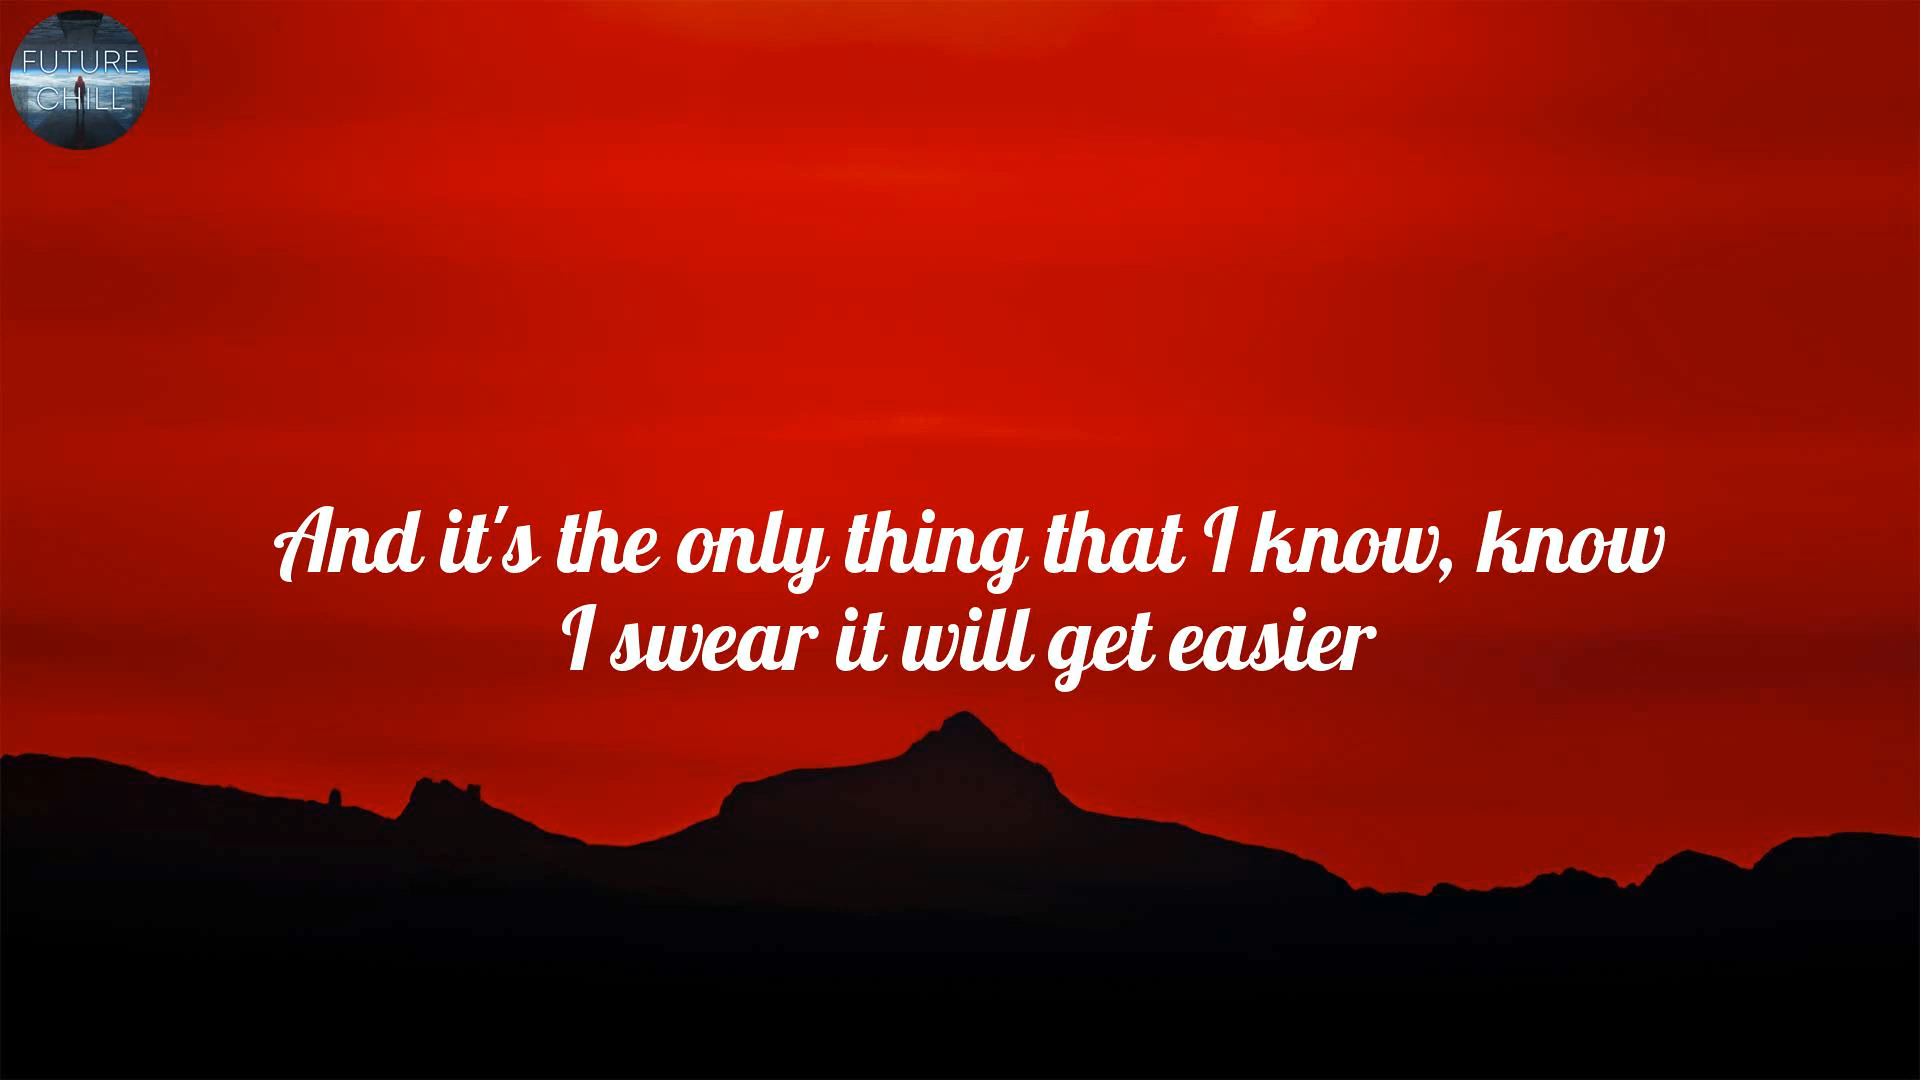 FUTURE
CHILL
And it's the only thing that I know, know
I swear it will get easier